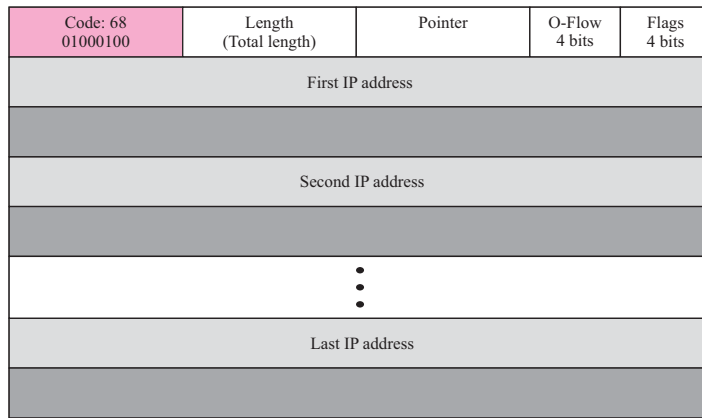 Code: 68
01000100
Length
(Total length)
Pointer
O-Flow
4 bits
Flags
4 bits
First IP address
Second IP address
Last IP address